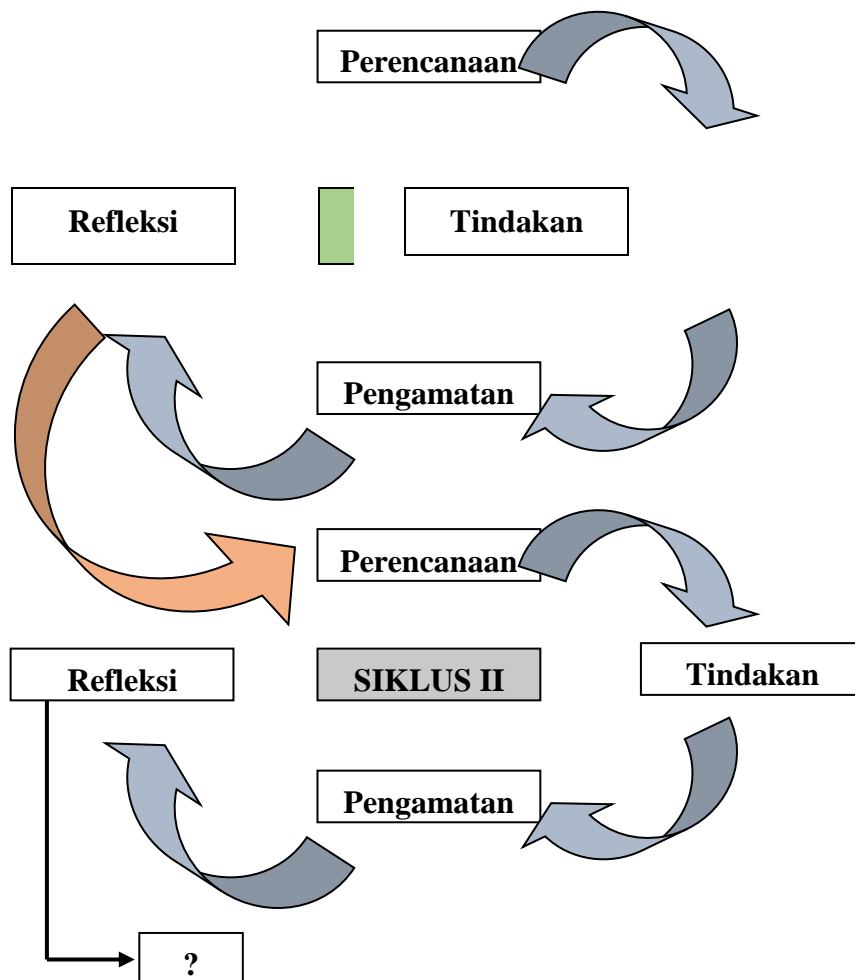 Perencanaan
Refleksi
Tindakan
Pengamatan
Perencanaan
Refleksi
SIKLUS II
Tindakan
Pengamatan
?